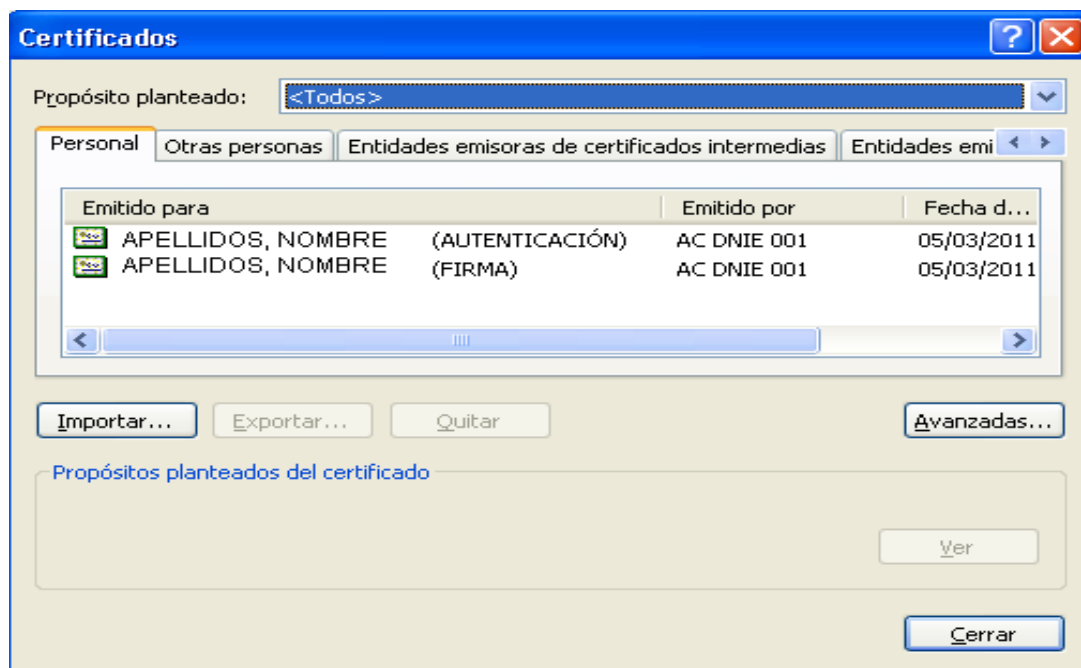 Certificados
Propósito planteado: <Todos>
Personal Otras personas Entidades emisoras de certificados intermedias Entidades emi
Emitido para Emitido por Fecha d...
APELLIDOS, NOMBRE (AUTENTICACIÓN) AC DNIE 001 05/03/2011
APELLIDOS, NOMBRE (FIRMA) AC DNIE 001 05/03/2011
Importar... Exportar... Quitar Avanzadas...
Propósitos planteados del certificado
Ver
Cerrar